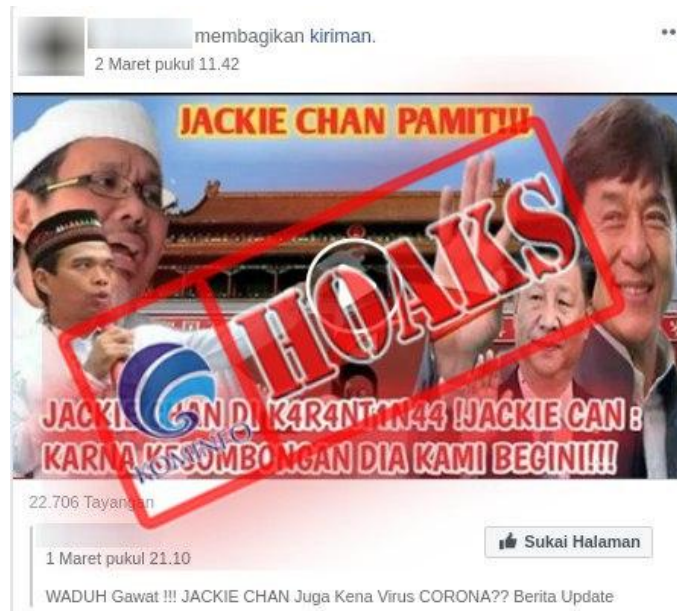 membagikan kiriman.
2 Maret pukul 11.42
JACKIE CHAN PAMIT!!!
HOAKS
KOMINFO
JACKIE CHAN DI K4R4NT1N44 !JACKIE CAN :
KARNA KESOMBONGAN DIA KAMI BEGINI!!!
22.706 Tayangan
1 Maret pukul 21.10
Sukai Halaman
WADUH Gawat !!! JACKIE CHAN Juga Kena Virus CORONA?? Berita Update